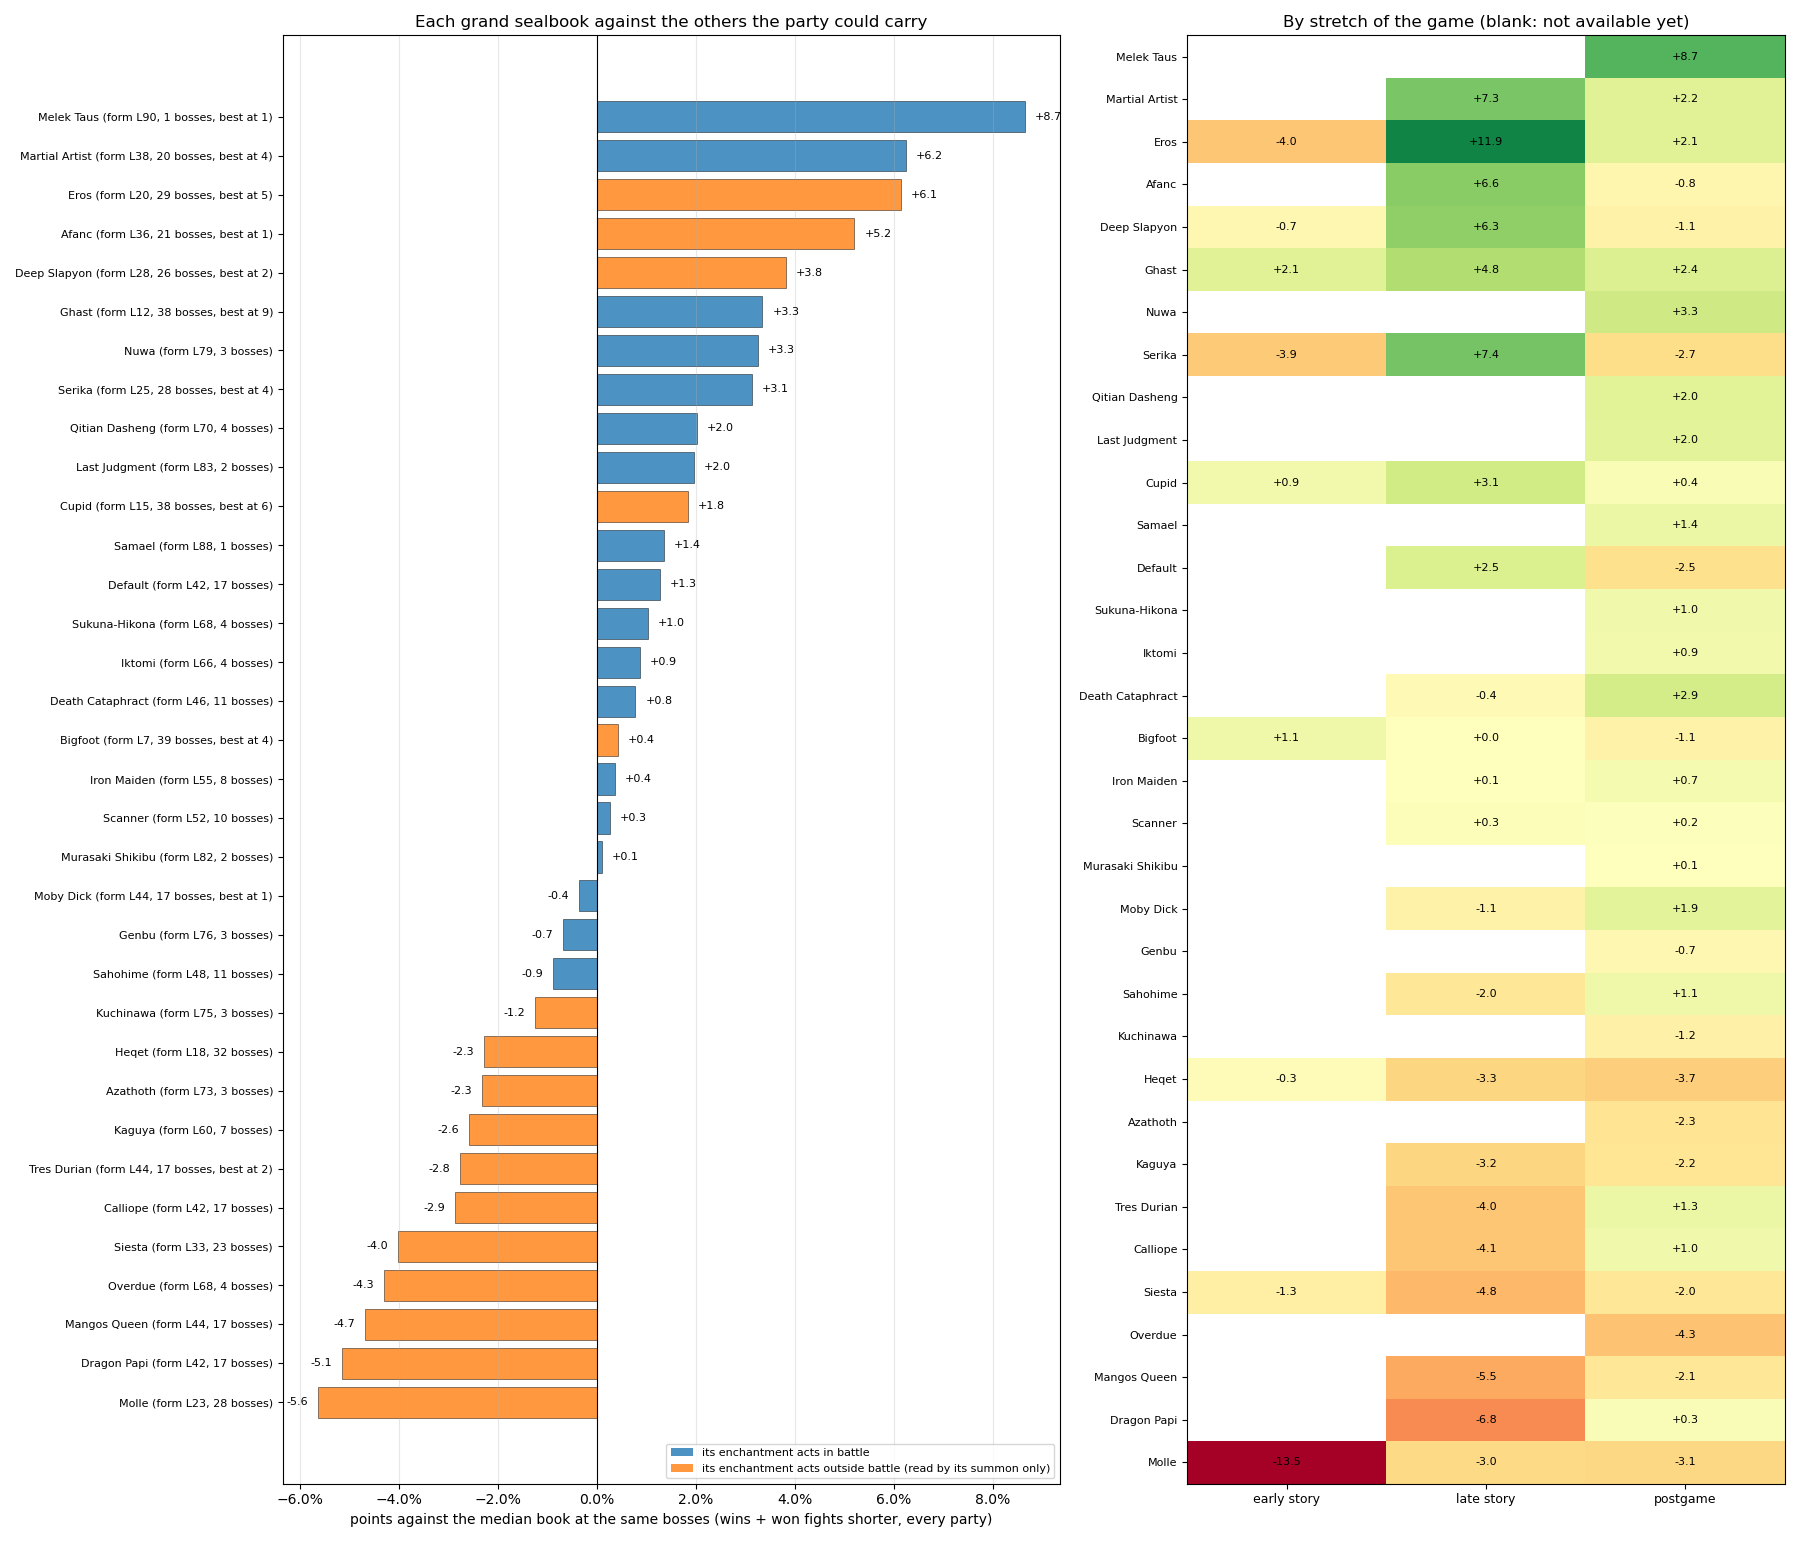 Each grand sealbook against the others the party could carry
Melek Taus (form L90, 1 bosses, best at 1)
+8.7
Martial Artist (form L38, 20 bosses, best at 4)
+6.2
Eros (form L20, 29 bosses, best at 5)
+6.1
Afanc (form L36, 21 bosses, best at 1)
+5.2
Deep Slapyon (form L28, 26 bosses, best at 2)
+3.8
Ghast (form L12, 38 bosses, best at 9)
+3.3
Nuwa (form L79, 3 bosses)
+3.3
Serika (form L25, 28 bosses, best at 4)
+3.1
Qitian Dasheng (form L70, 4 bosses)
+2.0
Last Judgment (form L83, 2 bosses)
+2.0
Cupid (form L15, 38 bosses, best at 6)
+1.8
Samael (form L88, 1 bosses)
+1.4
Default (form L42, 17 bosses)
+1.3
Sukuna-Hikona (form L68, 4 bosses)
+1.0
Iktomi (form L66, 4 bosses)
+0.9
Death Cataphract (form L46, 11 bosses)
+0.8
Bigfoot (form L7, 39 bosses, best at 4)
+0.4
Iron Maiden (form L55, 8 bosses)
+0.4
Scanner (form L52, 10 bosses)
+0.3
Murasaki Shikibu (form L82, 2 bosses)
+0.1
Moby Dick (form L44, 17 bosses, best at 1)
-0.4
Genbu (form L76, 3 bosses)
-0.7
Sahohime (form L48, 11 bosses)
-0.9
Kuchinawa (form L75, 3 bosses)
-1.2
Heqet (form L18, 32 bosses)
-2.3
Azathoth (form L73, 3 bosses)
-2.3
Kaguya (form L60, 7 bosses)
-2.6
Tres Durian (form L44, 17 bosses, best at 2)
-2.8
Calliope (form L42, 17 bosses)
-2.9
Siesta (form L33, 23 bosses)
-4.0
Overdue (form L68, 4 bosses)
-4.3
Mangos Queen (form L44, 17 bosses)
-4.7
Dragon Papi (form L42, 17 bosses)
-5.1
Molle (form L23, 28 bosses)
-5.6
its enchantment acts in battle
its enchantment acts outside battle (read by its summon only)
−6.0% −4.0% −2.0% 0.0% 2.0% 4.0% 6.0% 8.0%
points against the median book at the same bosses (wins + won fights shorter, every party)
By stretch of the game (blank: not available yet)
Melek Taus +8.7
Martial Artist +7.3 +2.2
Eros -4.0 +11.9 +2.1
Afanc +6.6 -0.8
Deep Slapyon -0.7 +6.3 -1.1
Ghast +2.1 +4.8 +2.4
Nuwa +3.3
Serika -3.9 +7.4 -2.7
Qitian Dasheng +2.0
Last Judgment +2.0
Cupid +0.9 +3.1 +0.4
Samael +1.4
Default +2.5 -2.5
Sukuna-Hikona +1.0
Iktomi +0.9
Death Cataphract -0.4 +2.9
Bigfoot +1.1 +0.0 -1.1
Iron Maiden +0.1 +0.7
Scanner +0.3 +0.2
Murasaki Shikibu +0.1
Moby Dick -1.1 +1.9
Genbu -0.7
Sahohime -2.0 +1.1
Kuchinawa -1.2
Heqet -0.3 -3.3 -3.7
Azathoth -2.3
Kaguya -3.2 -2.2
Tres Durian -4.0 +1.3
Calliope -4.1 +1.0
Siesta -1.3 -4.8 -2.0
Overdue -4.3
Mangos Queen -5.5 -2.1
Dragon Papi -6.8 +0.3
Molle -13.5 -3.0 -3.1
early story late story postgame